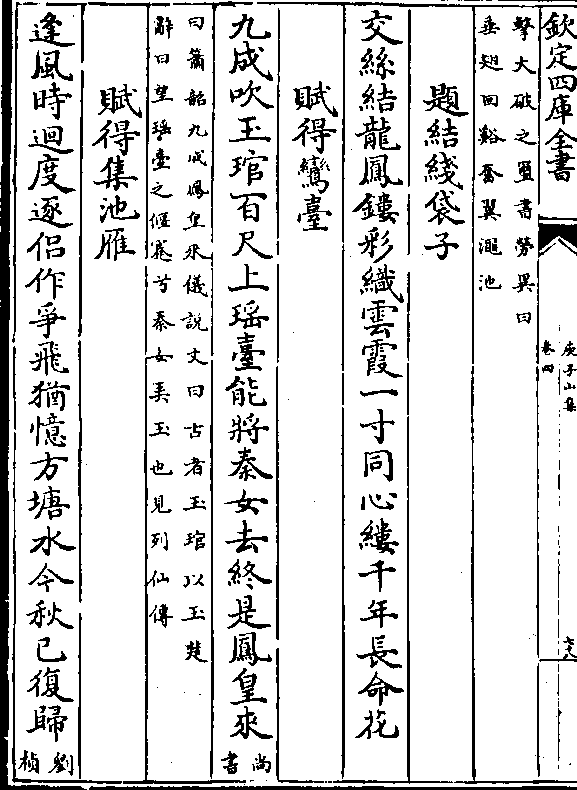 欽定四庫全書
庾子山集
卷四
七八
擊大破之璽書勞異曰
垂翅回谿奮翼澠池
題結綫袋子
交絲結龍鳳鏤彩織雲霞一寸同心縷千年長命花
賦得鸞臺
九成吹玉琯百尺上瑶臺能將秦女去終是鳳皇來
尚
書
曰簫韶九成鳳皇來儀説文曰古者玉琯以玉楚
辭曰望瑶臺之偃蹇兮秦女美玉也見列仙傳
賦得集池雁
逢風時迴度逐侣作爭飛猶憶方塘水今秋已復歸
劉
楨